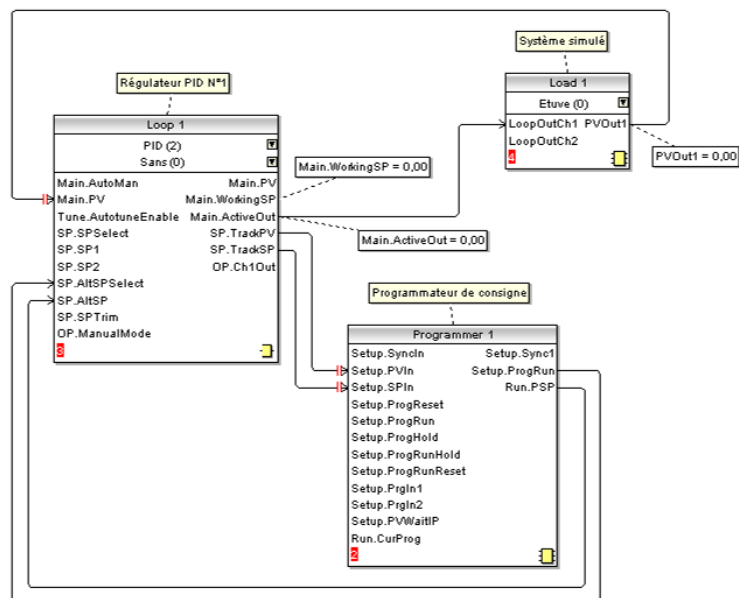 Système simulé
Régulateur PID N°1
Load 1
Etuve (0)
LoopOutCh1 PVOut1
LoopOutCh2
4
PVOut1 = 0,00
Loop 1
PID (2)
Sans (0)
Main.AutoMan Main.PV
Main.PV Main.WorkingSP
Tune.AutotuneEnable Main.ActiveOut
SP.SPSelect SP.TrackPV
SP.SP1 SP.TrackSP
SP.SP2 OP.Ch1Out
SP.AltSPSelect
SP.AltSP
SP.SPTrim
OP.ManualMode
3
Main.WorkingSP = 0,00
Main.ActiveOut = 0,00
Programmateur de consigne
Programmer 1
Setup.SyncIn Setup.Sync1
Setup.PVIn Setup.ProgRun
Setup.SPIn Run.PSP
Setup.ProgReset
Setup.ProgRun
Setup.ProgHold
Setup.ProgRunHold
Setup.ProgRunReset
Setup.PrgIn1
Setup.PrgIn2
Setup.PVWaitIP
Run.CurProg
2